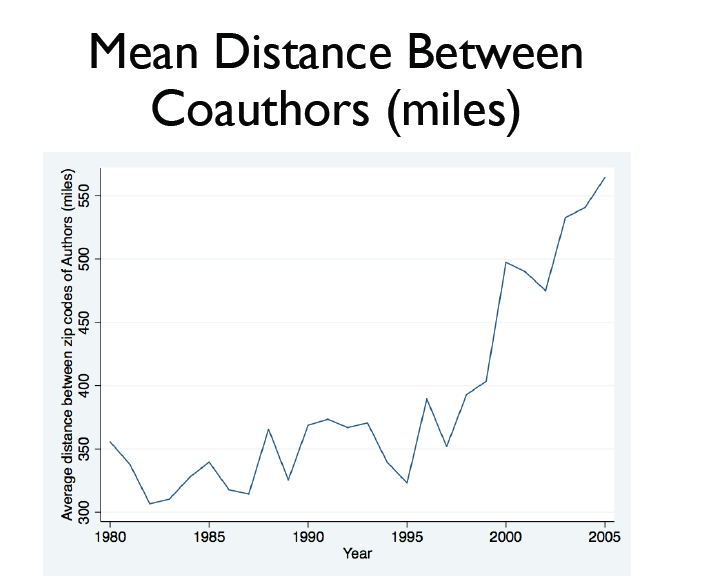 Mean Distance Between
Coauthors (miles)
Average distance between zip codes of Authors (miles)
550
500
450
400
350
300
1980 1985 1990 1995 2000 2005
Year